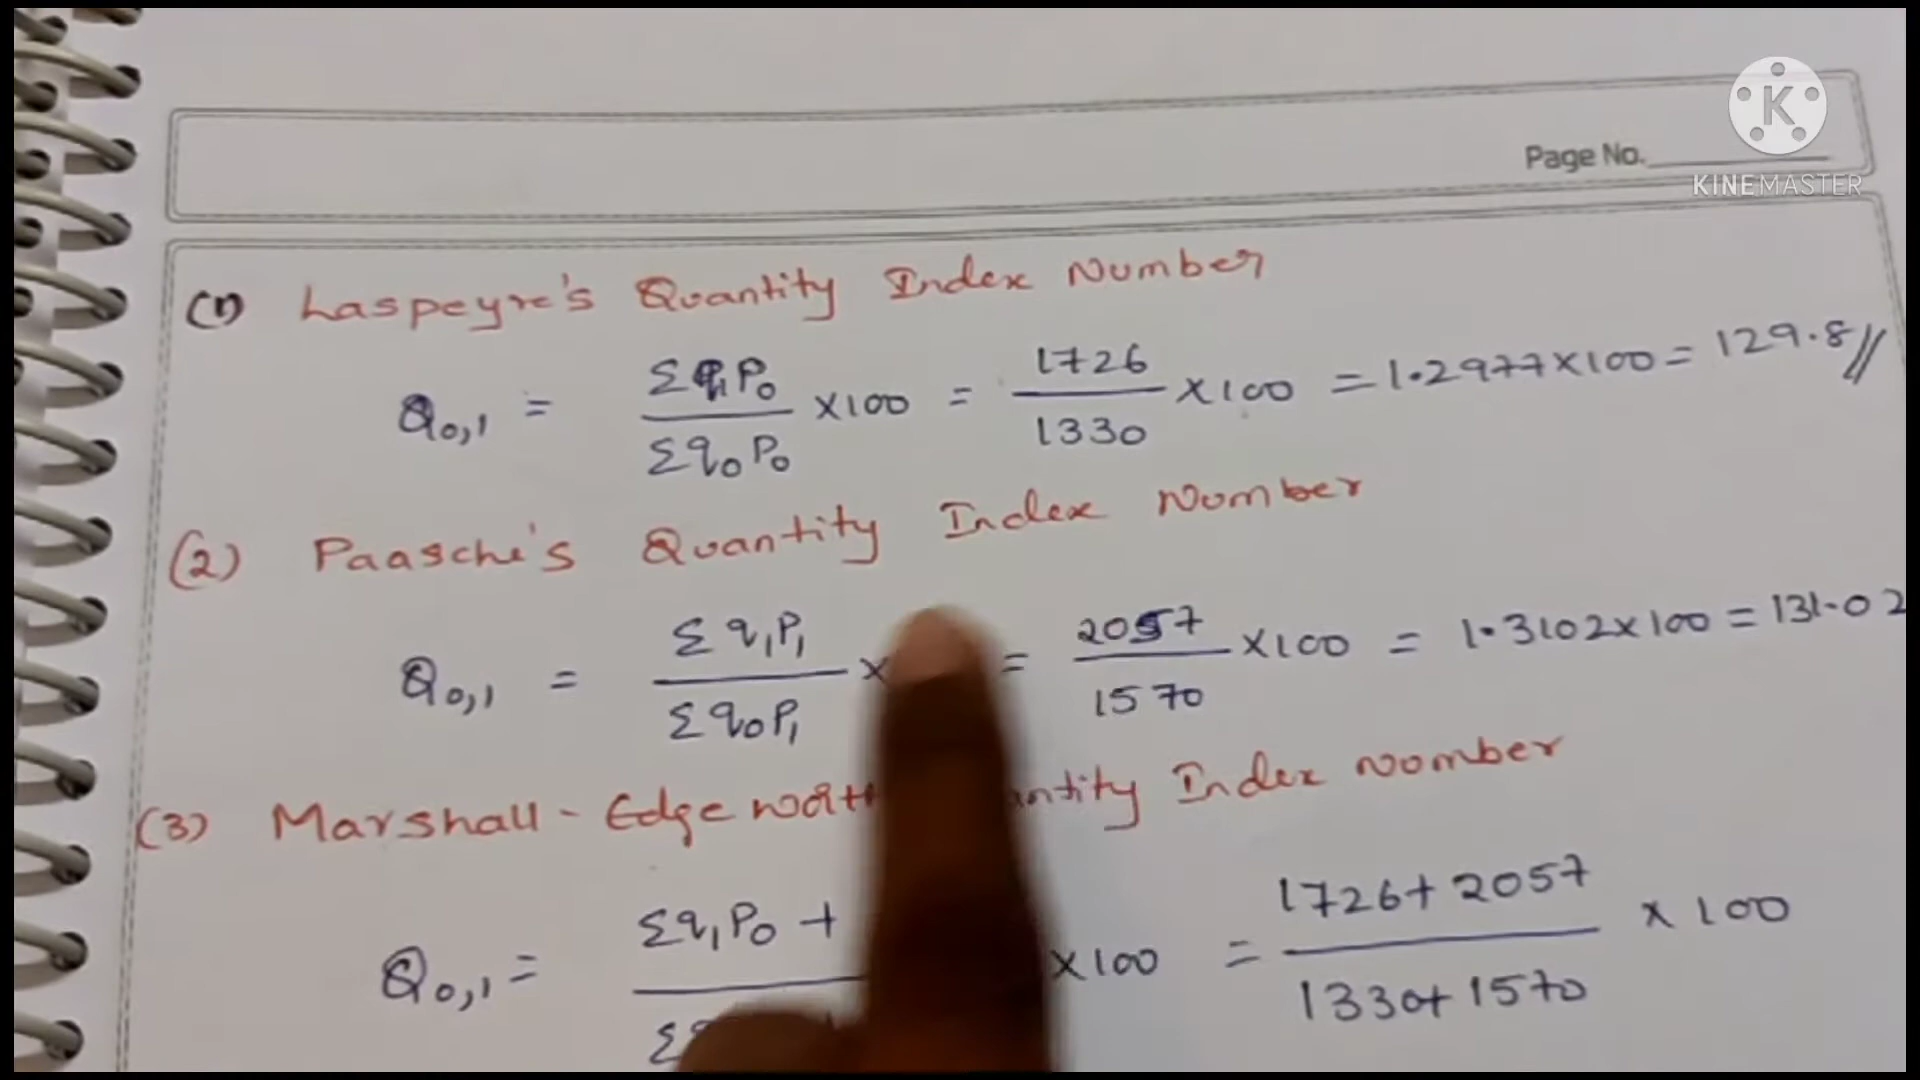 Page No.
K
KINEMASTER
(1) Laspeyre's Quantity Index Number
Q0,1 = Σq1P0 / Σq0P0 ×100 = 1726 / 1330 ×100 = 1.2977×100 = 129.8//
(2) Paasche's Quantity Index Number
Q0,1 = Σq1P1 / Σq0P1 × = 2057 / 1570 ×100 = 1.3102×100 = 131.02
(3) Marshall - Edgewort Quantity Index Number
Q0,1 = Σq1P0 + / Σ ×100 = 1726+2057 / 1330+1570 ×100